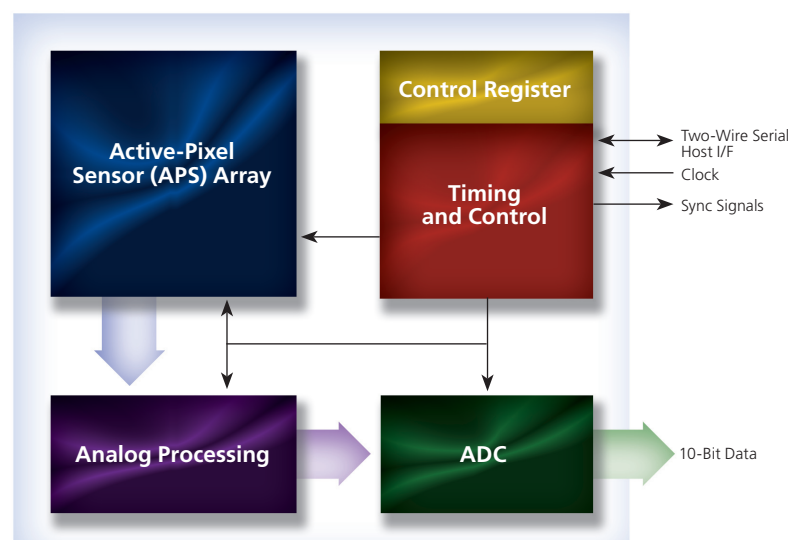 Active-Pixel
Sensor (APS) Array
Control Register
Timing
and Control
Two-Wire Serial
Host I/F
Clock
Sync Signals
Analog Processing
ADC
10-Bit Data